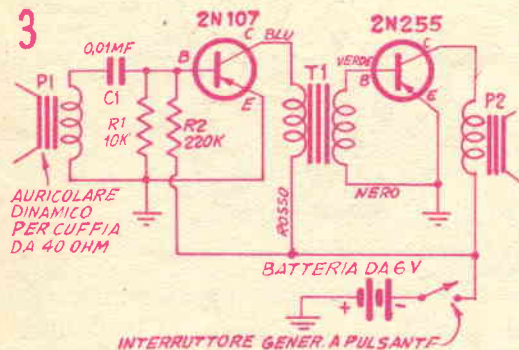 3
2N107
2N255
0,01MF
C1
B
C
E
BLU
T1
VERDE
B
C
E
P1
P2
R1
10K
R2
220K
ROSSO
NERO
AURICOLARE
DINAMICO
PER CUFFIA
DA 40 OHM
BATTERIA DA 6V
+
-
INTERRUTTORE GENER. A PULSANTE